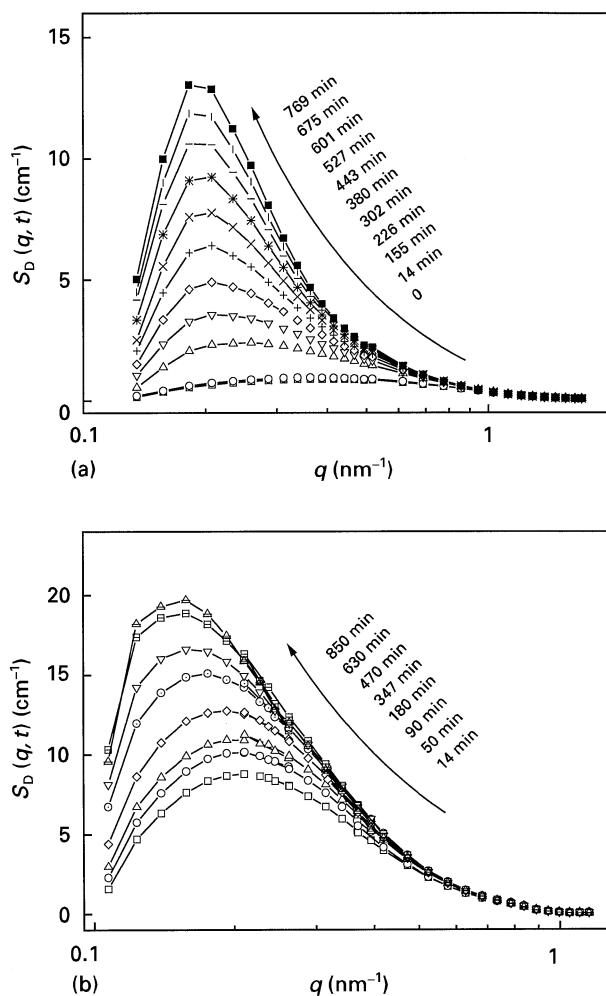 15
10
5
0
S_D (q, t) (cm⁻¹)
769 min
675 min
601 min
527 min
443 min
380 min
302 min
226 min
155 min
14 min
0
0.1
1
(a)
q (nm⁻¹)
20
15
10
5
0
S_D (q, t) (cm⁻¹)
850 min
630 min
470 min
347 min
180 min
90 min
50 min
14 min
0.1
1
(b)
q (nm⁻¹)